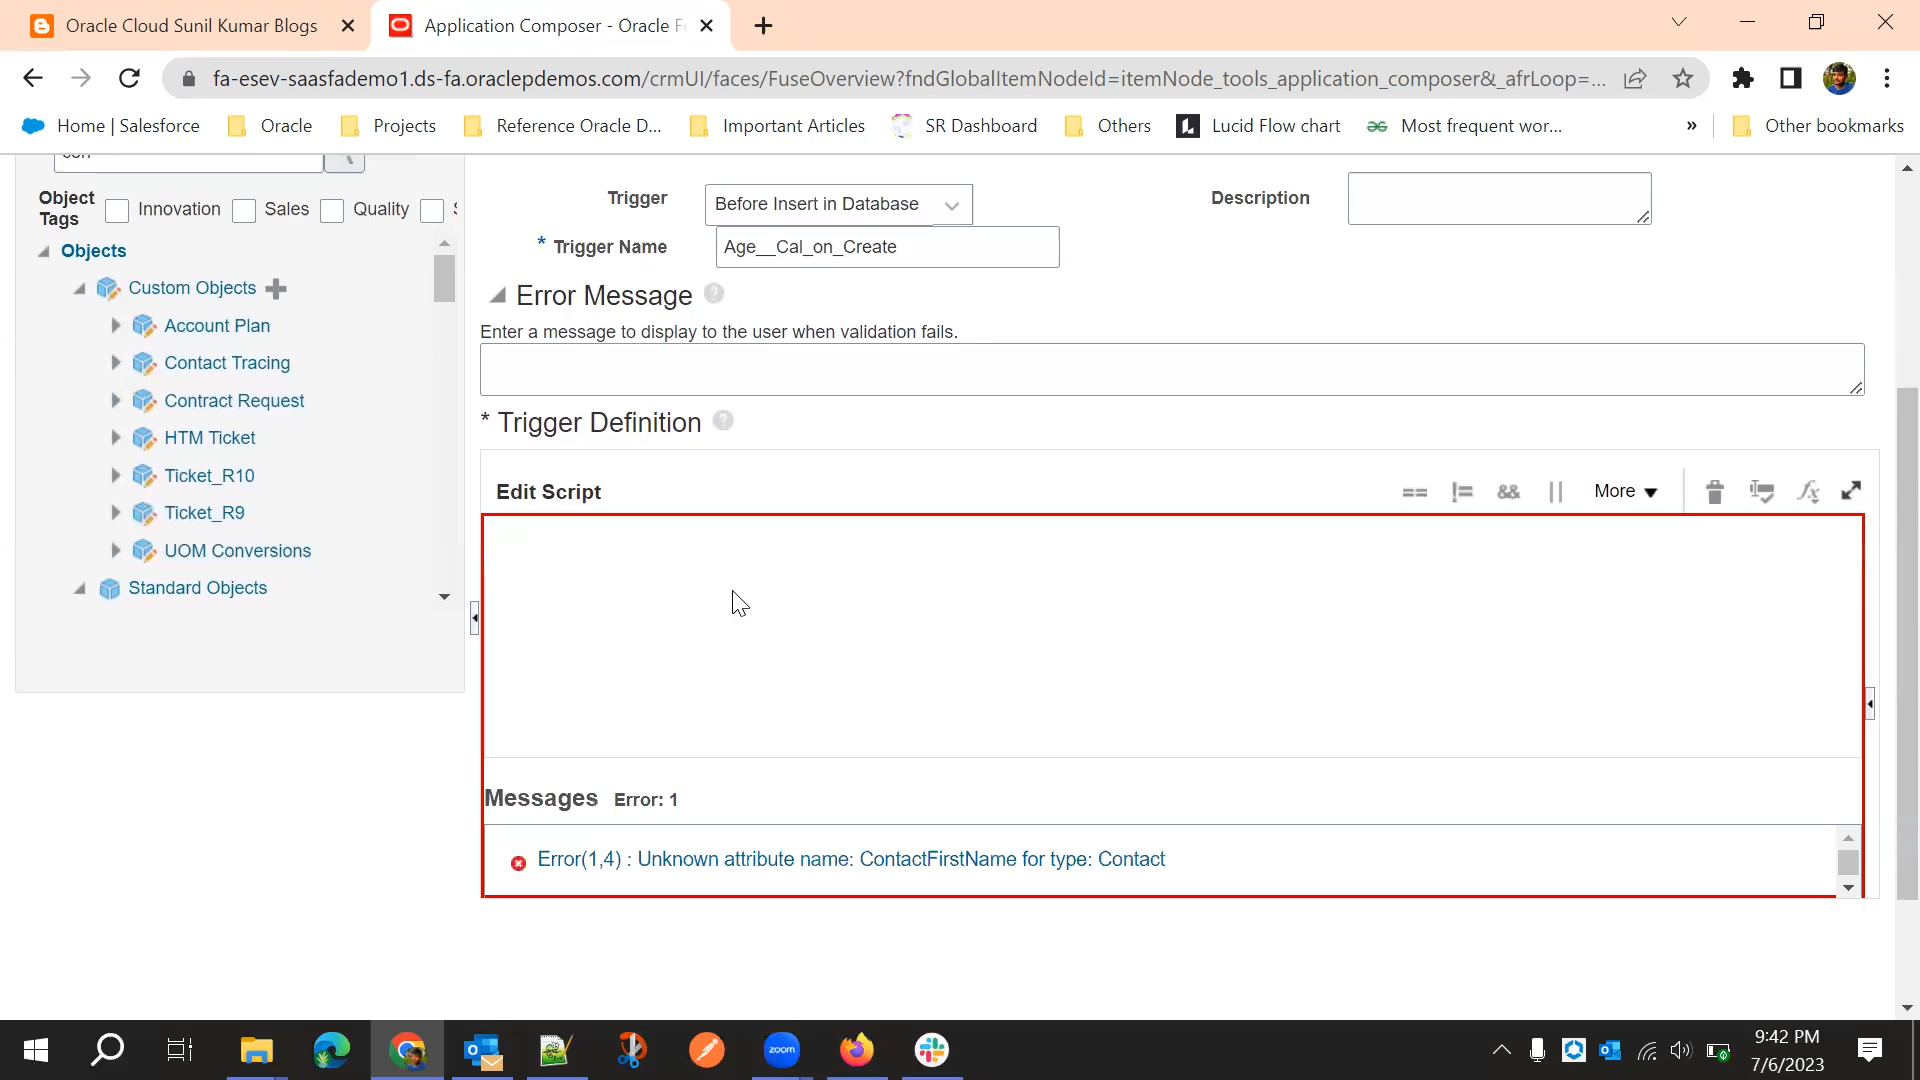 Oracle Cloud Sunil Kumar Blogs
Application Composer - Oracle F
fa-esev-saasfademo1.ds-fa.oraclepdemos.com/crmUI/faces/FuseOverview?fndGlobalItemNodeId=itemNode_tools_application_composer&_afrLoop=...
Home | Salesforce
Oracle
Projects
Reference Oracle D...
Important Articles
SR Dashboard
Others
Lucid Flow chart
Most frequent wor...
»
Other bookmarks
Object Tags
Innovation
Sales
Quality
Objects
Custom Objects
Account Plan
Contact Tracing
Contract Request
HTM Ticket
Ticket_R10
Ticket_R9
UOM Conversions
Standard Objects
Trigger
Before Insert in Database
Description
* Trigger Name
Age__Cal_on_Create
Error Message
Enter a message to display to the user when validation fails.
* Trigger Definition
Edit Script
== != && || More
Messages Error: 1
Error(1,4) : Unknown attribute name: ContactFirstName for type: Contact
zoom
9:42 PM
7/6/2023